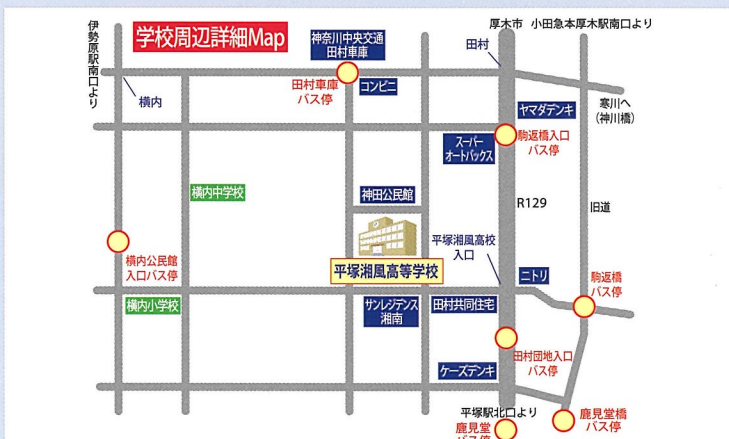 学校周辺詳細Map
伊勢原駅南口より
神奈川中央交通
田村車庫
厚木市 小田急本厚木駅南口より
田村
横内
田村車庫
バス停
コンビニ
寒川へ
(神川橋)
ヤマダデンキ
スーパー
オートバックス
駒返橋入口
バス停
横内中学校
神田公民館
R129
旧道
横内公民館
入口バス停
平塚湘風高等学校
平塚湘風高校
入口
ニトリ
駒返橋
バス停
横内小学校
サンレジデンス
湘南
田村共同住宅
田村団地入口
バス停
ケーズデンキ
平塚駅北口より
鹿見堂
バス停
鹿見堂橋
バス停